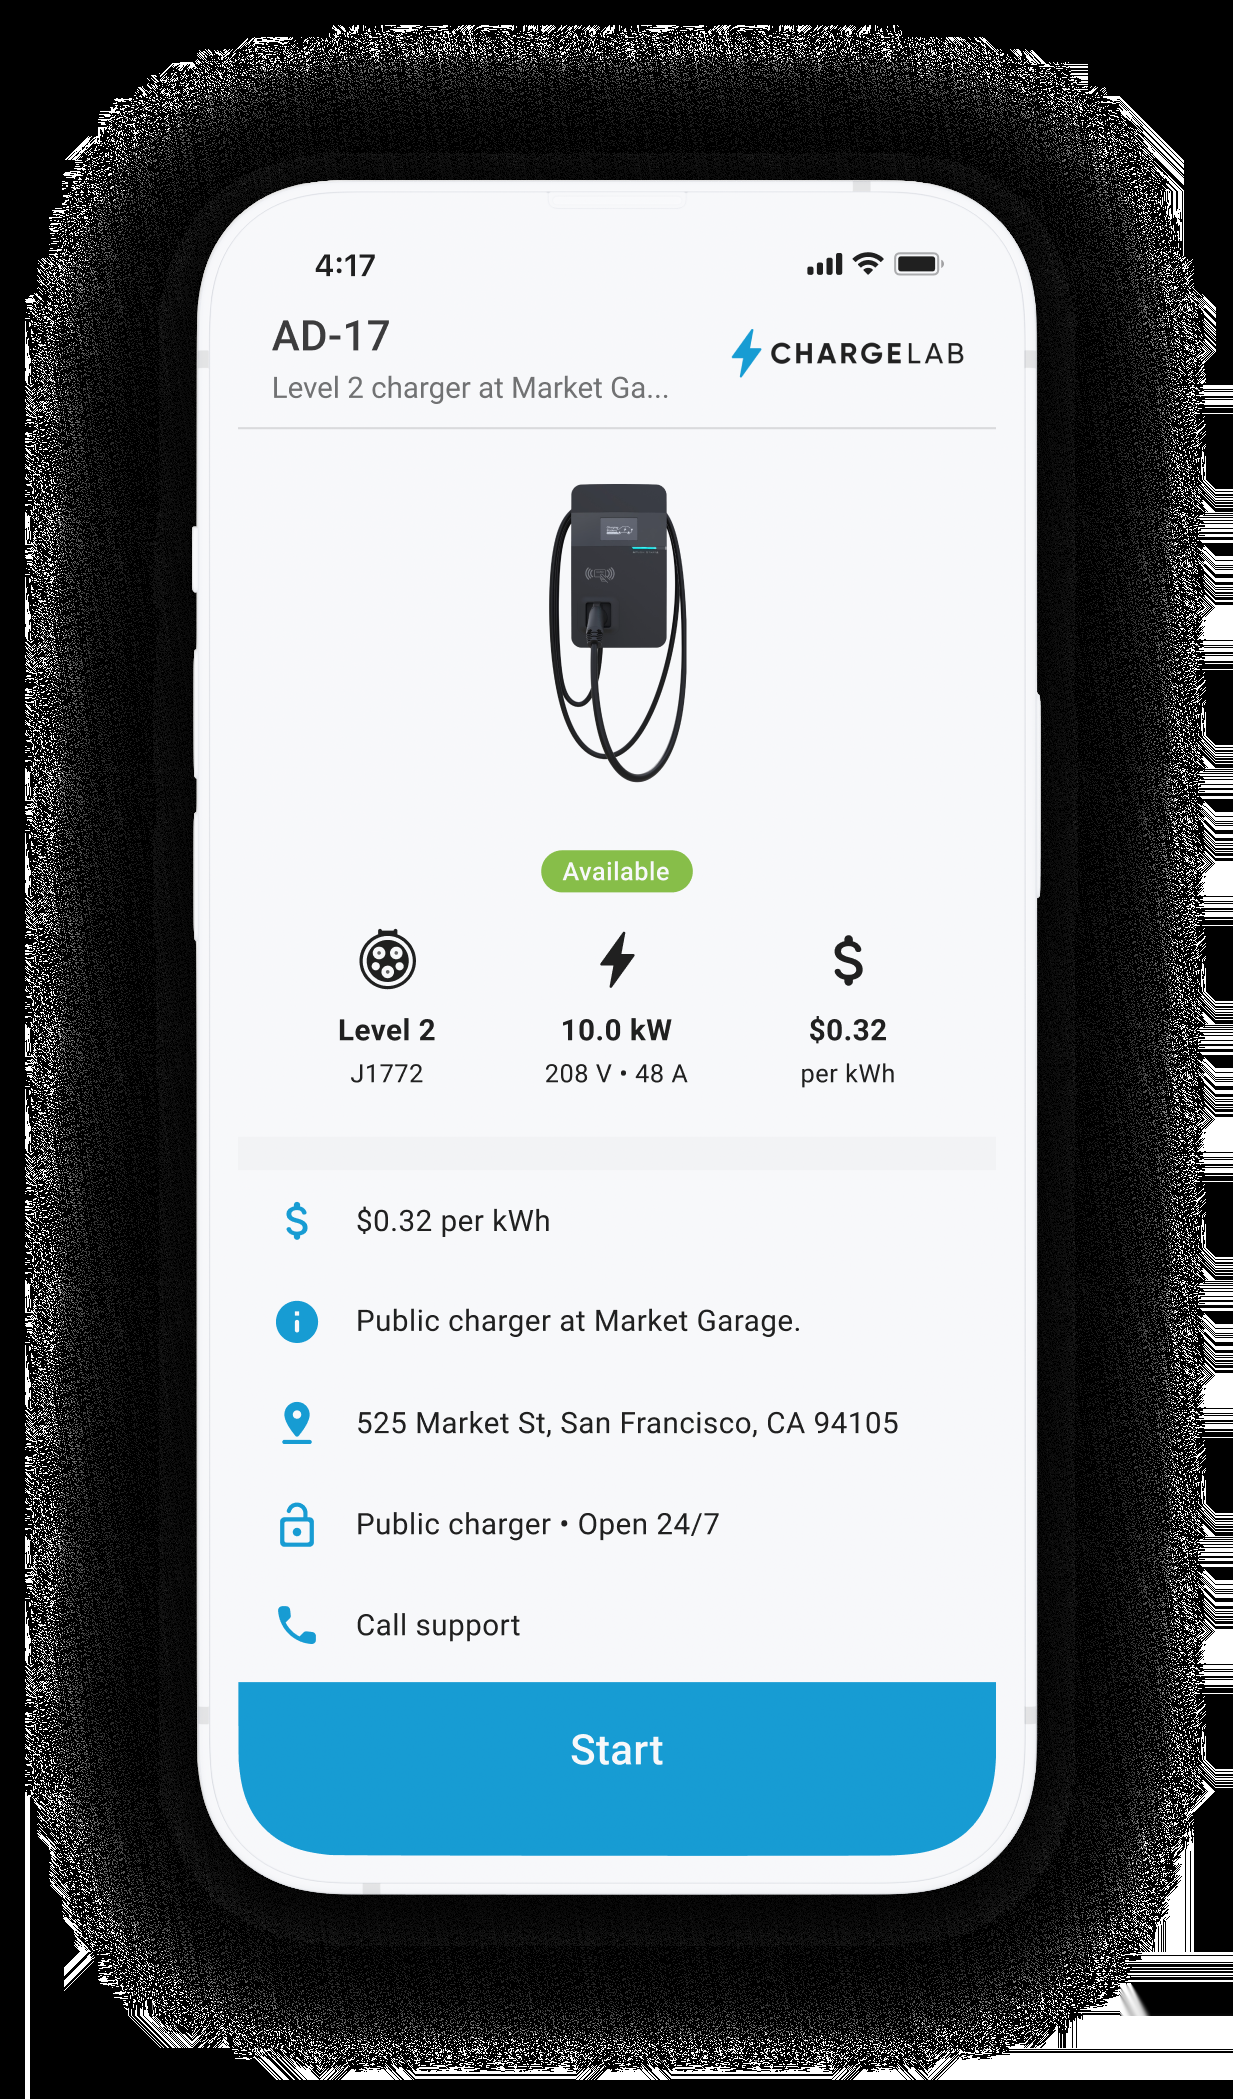 4:17
AD-17
Level 2 charger at Market Ga...
CHARGELAB
Available
Level 2
10.0 kW
$0.32
J1772
208 V • 48 A
per kWh
$0.32 per kWh
Public charger at Market Garage.
525 Market St, San Francisco, CA 94105
Public charger • Open 24/7
Call support
Start